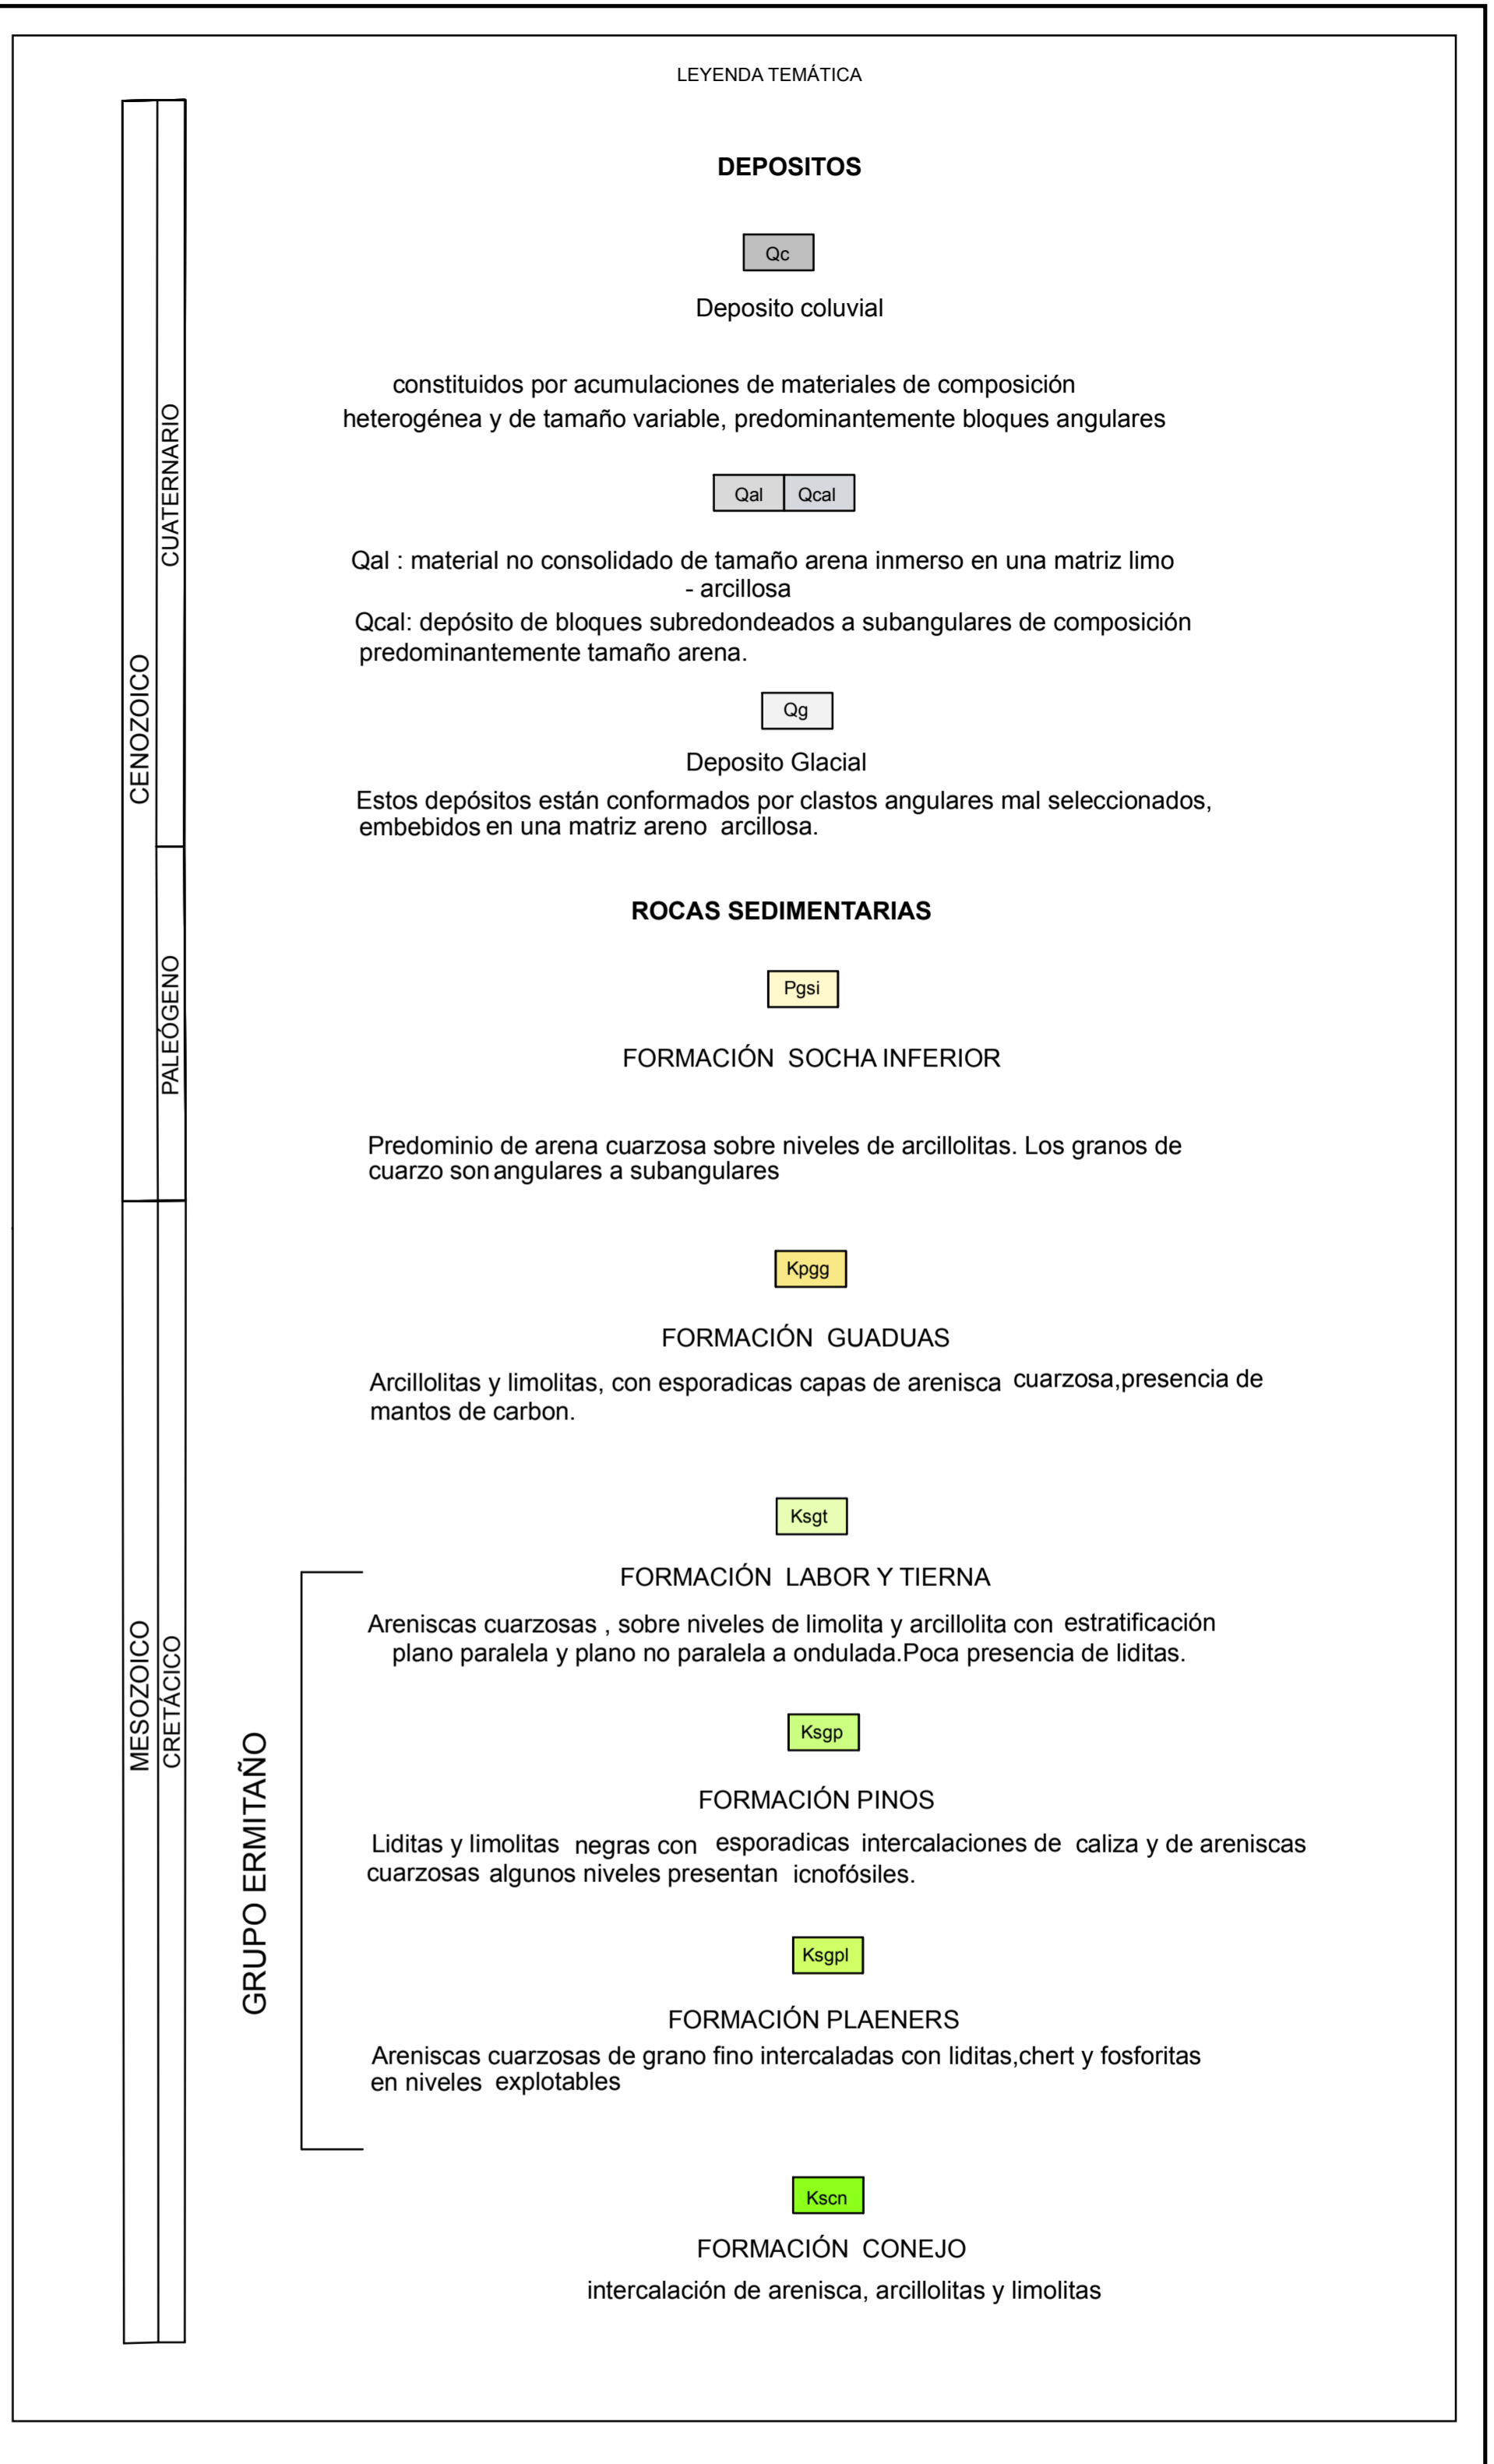 LEYENDA TEMÁTICA
DEPOSITOS
Qc
Deposito coluvial
constituidos por acumulaciones de materiales de composición
heterogénea y de tamaño variable, predominantemente bloques angulares
Qal Qcal
Qal : material no consolidado de tamaño arena inmerso en una matriz limo
- arcillosa
Qcal: depósito de bloques subredondeados a subangulares de composición
predominantemente tamaño arena.
Qg
Deposito Glacial
Estos depósitos están conformados por clastos angulares mal seleccionados,
embebidos en una matriz areno arcillosa.
CENOZOICO
CUATERNARIO
ROCAS SEDIMENTARIAS
Pgsi
FORMACIÓN SOCHA INFERIOR
Predominio de arena cuarzosa sobre niveles de arcillolitas. Los granos de
cuarzo son angulares a subangulares
PALEÓGENO
Kpgg
FORMACIÓN GUADUAS
Arcillolitas y limolitas, con esporadicas capas de arenisca cuarzosa,presencia de
mantos de carbon.
Ksgt
FORMACIÓN LABOR Y TIERNA
Areniscas cuarzosas , sobre niveles de limolita y arcillolita con estratificación
plano paralela y plano no paralela a ondulada.Poca presencia de liditas.
MESOZOICO
CRETÁCICO
GRUPO ERMITAÑO
Ksgp
FORMACIÓN PINOS
Liditas y limolitas negras con esporadicas intercalaciones de caliza y de areniscas
cuarzosas algunos niveles presentan icnofósiles.
Ksgpl
FORMACIÓN PLAENERS
Areniscas cuarzosas de grano fino intercaladas con liditas,chert y fosforitas
en niveles explotables
Kscn
FORMACIÓN CONEJO
intercalación de arenisca, arcillolitas y limolitas